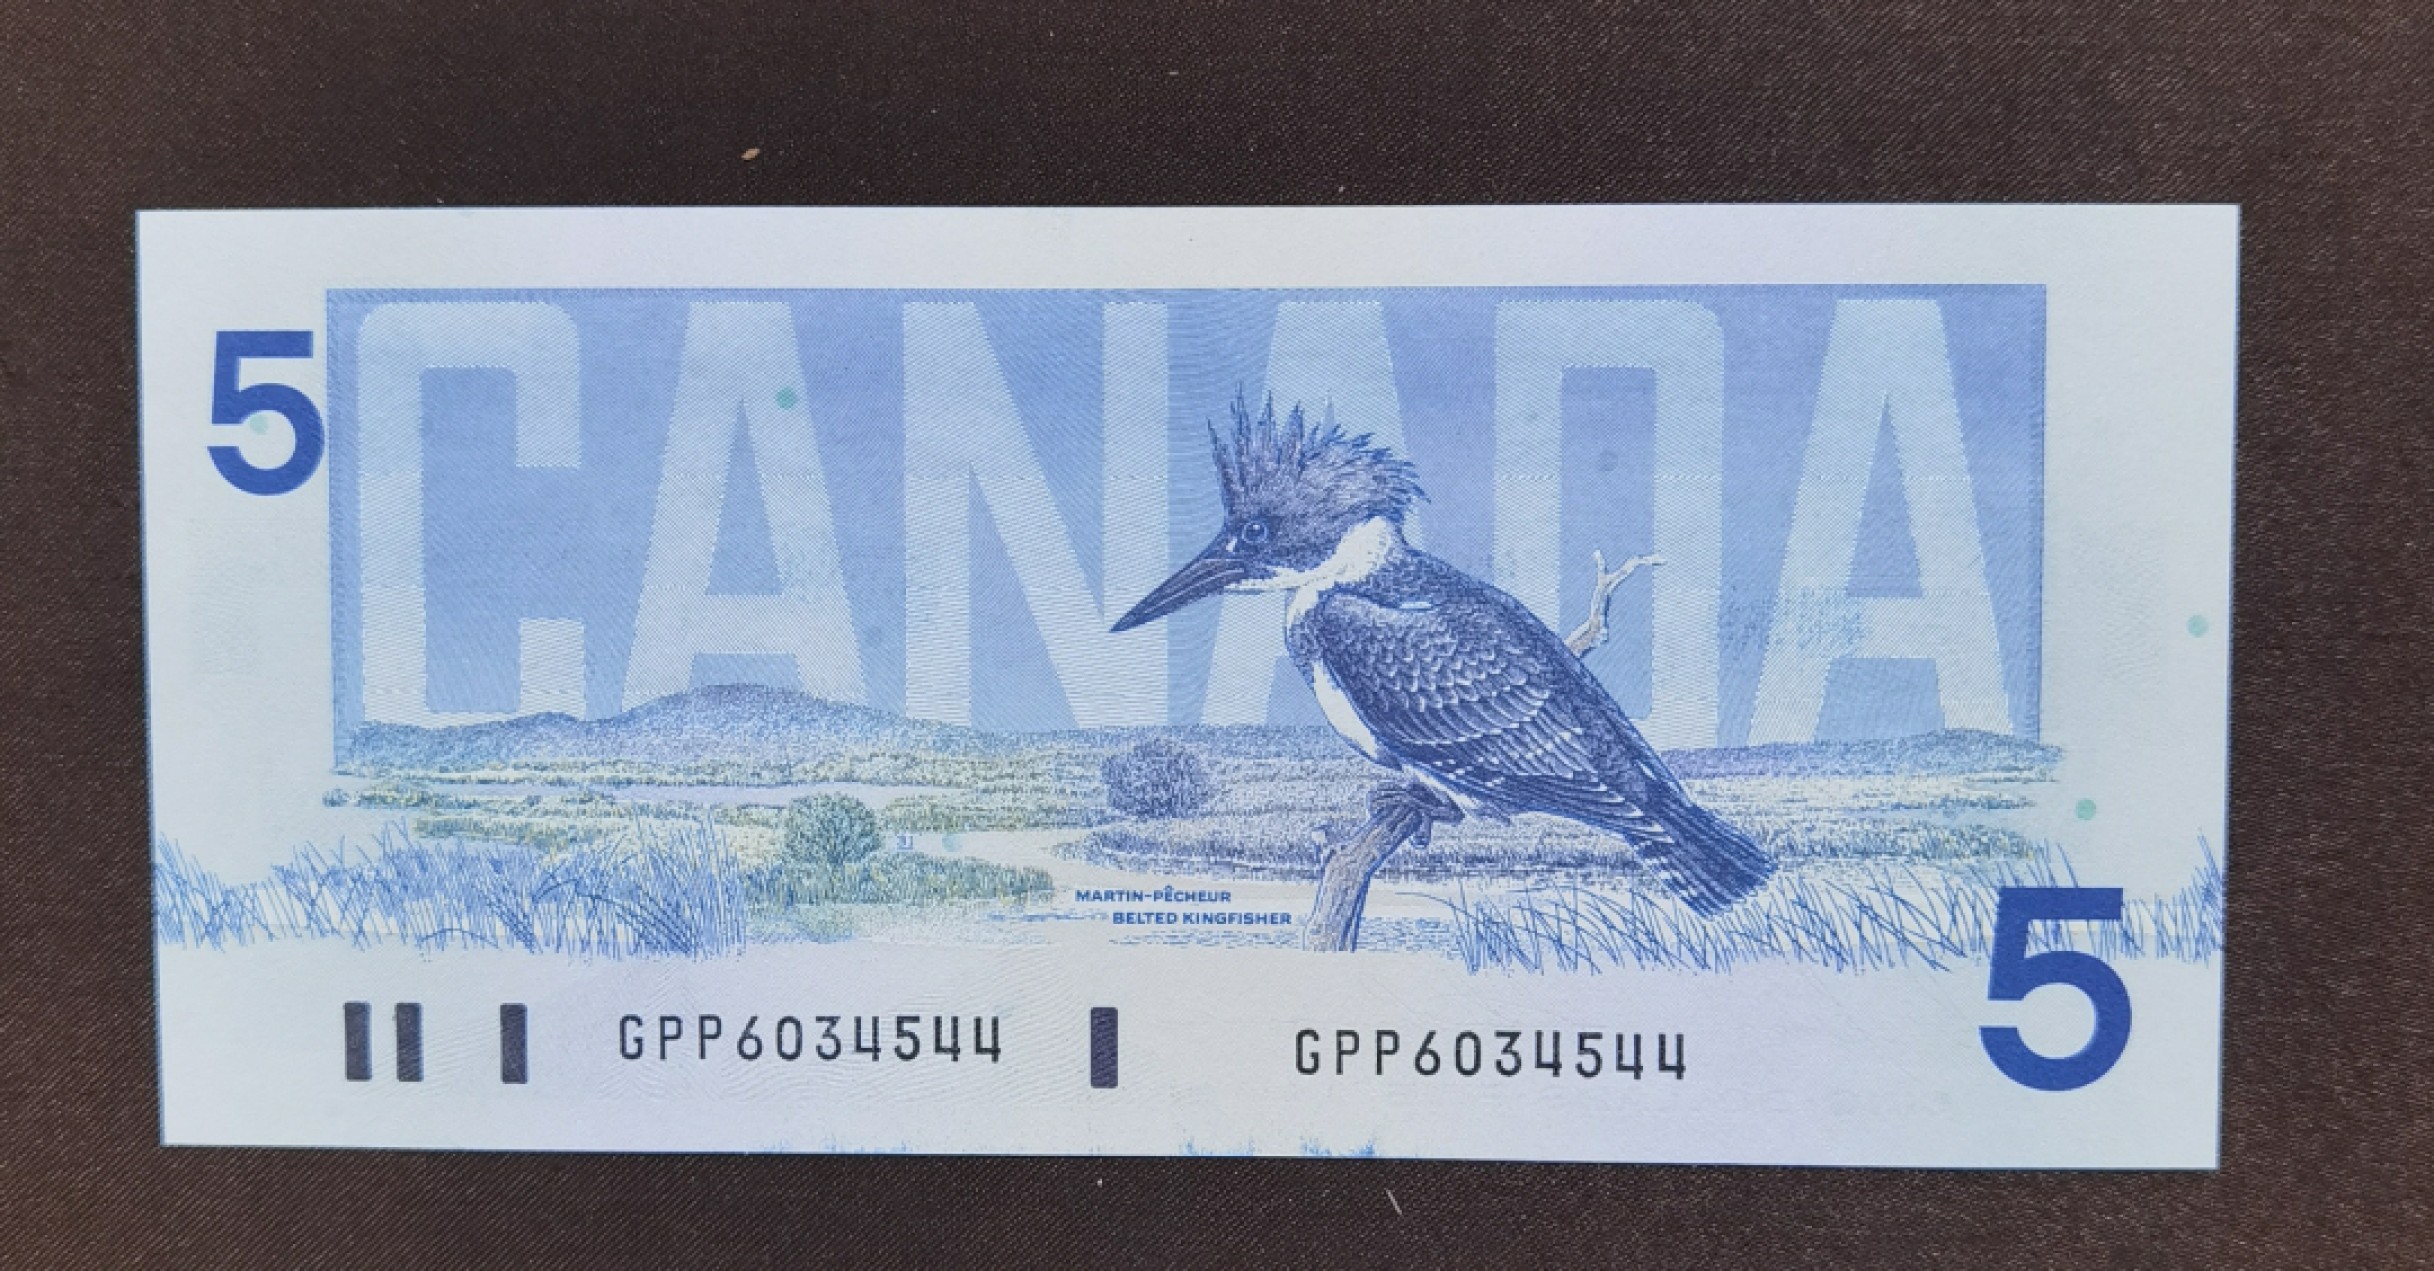 CANADA
5
MARTIN-PÊCHEUR
BELTED KINGFISHER
5
GPP6034544 GPP6034544